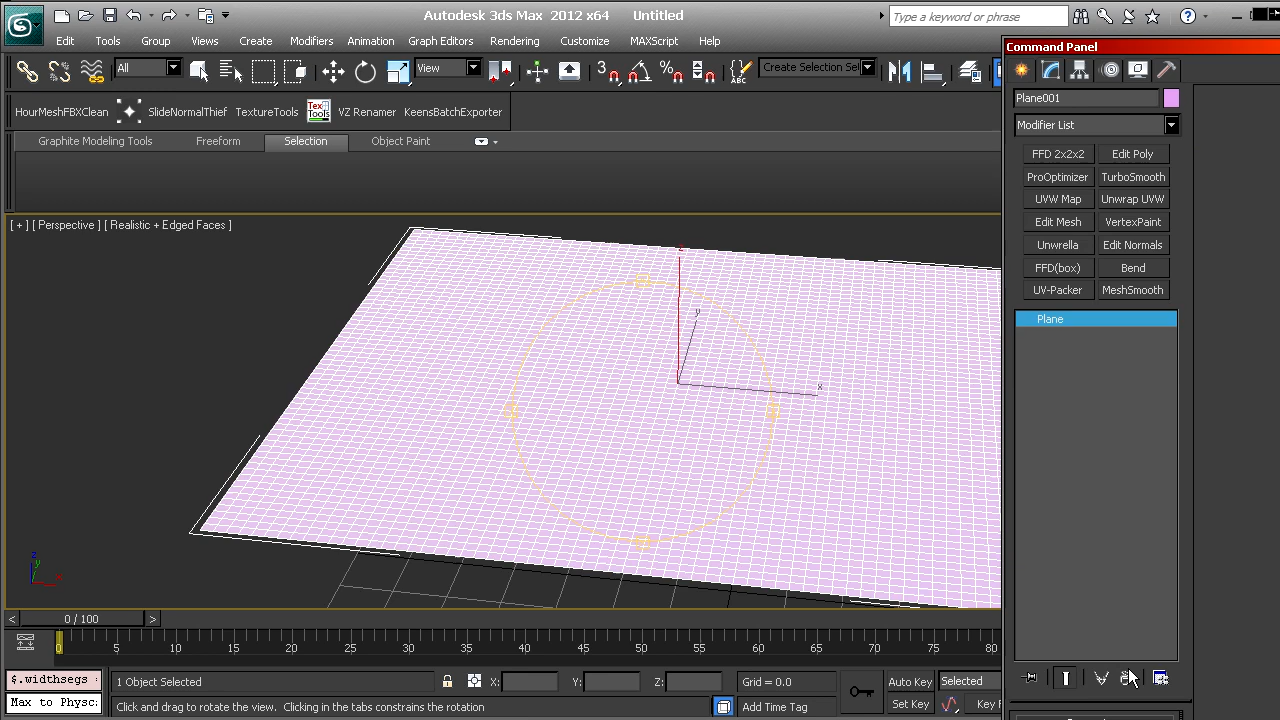 Autodesk 3ds Max 2012 x64 Untitled
Type a keyword or phrase
Edit Tools Group Views Create Modifiers Animation Graph Editors Rendering Customize MAXScript Help
Command Panel
All View 3 Create Selection Se
Plane001
HourMeshFBXClean SlideNormalThief TextureTools Tex Tools VZ Renamer KeensBatchExporter
Modifier List
Graphite Modeling Tools Freeform Selection Object Paint
FFD 2x2x2 Edit Poly
ProOptimizer TurboSmooth
UVW Map Unwrap UVW
Edit Mesh VertexPaint
Unwrella Edit Normals
FFD(box) Bend
UV-Packer MeshSmooth
[ + ] [ Perspective ] [ Realistic + Edged Faces ]
Plane
z
y
x
z
y
x
< 0 / 100 >
0 5 10 15 20 25 30 35 40 45 50 55 60 65 70 75 80
$.widthsegs
1 Object Selected X: Y: Z: Grid = 0.0 Auto Key Selected
Max to Physc:
Click and drag to rotate the view. Clicking in the tabs constrains the rotation Add Time Tag Set Key Key F